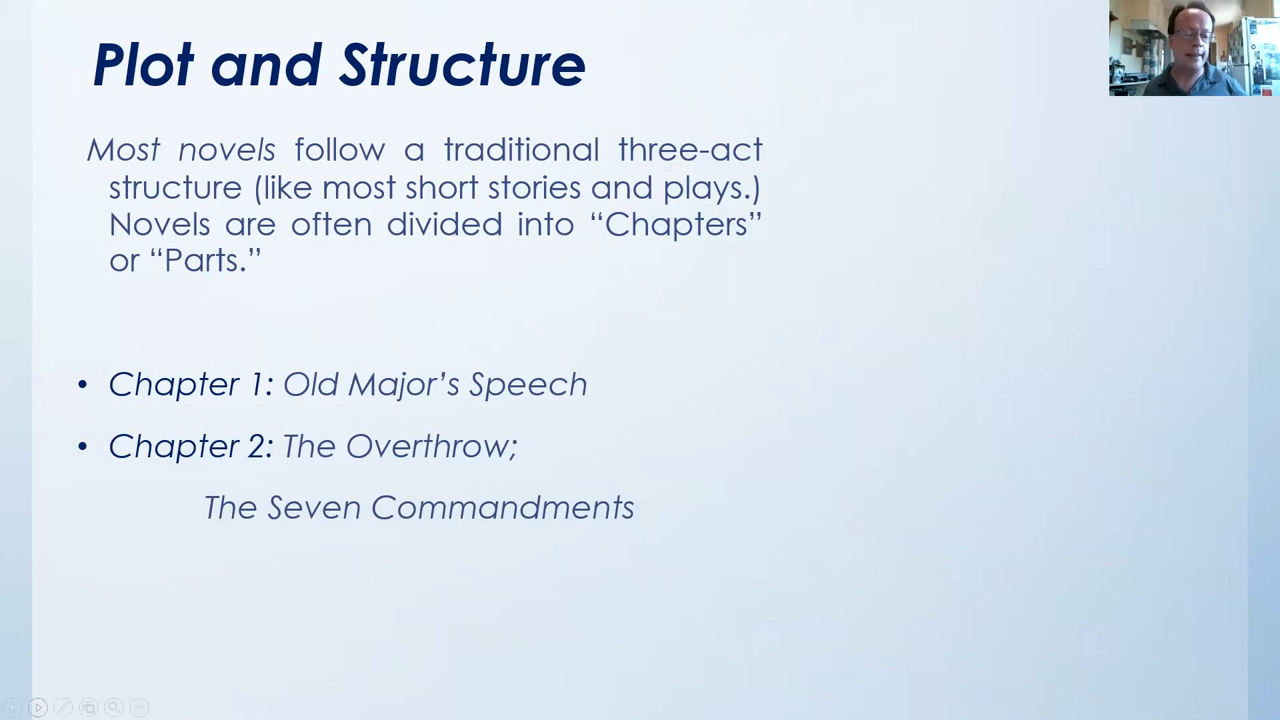 Plot and Structure
Most novels follow a traditional three-act
structure (like most short stories and plays.)
Novels are often divided into “Chapters”
or “Parts.”
• Chapter 1: Old Major’s Speech
• Chapter 2: The Overthrow;
The Seven Commandments